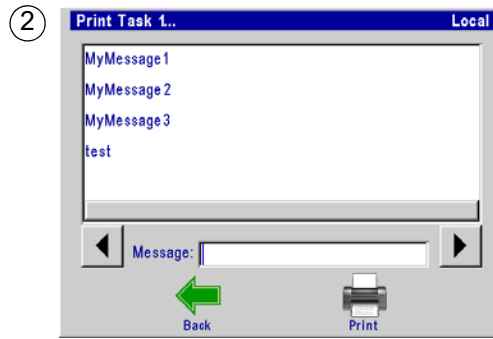 2
Print Task 1... Local
MyMessage1
MyMessage2
MyMessage3
test
Message:
Back Print